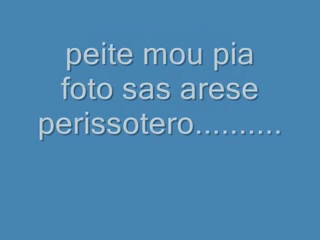 peite mou pia
foto sas arese
perissotero..........